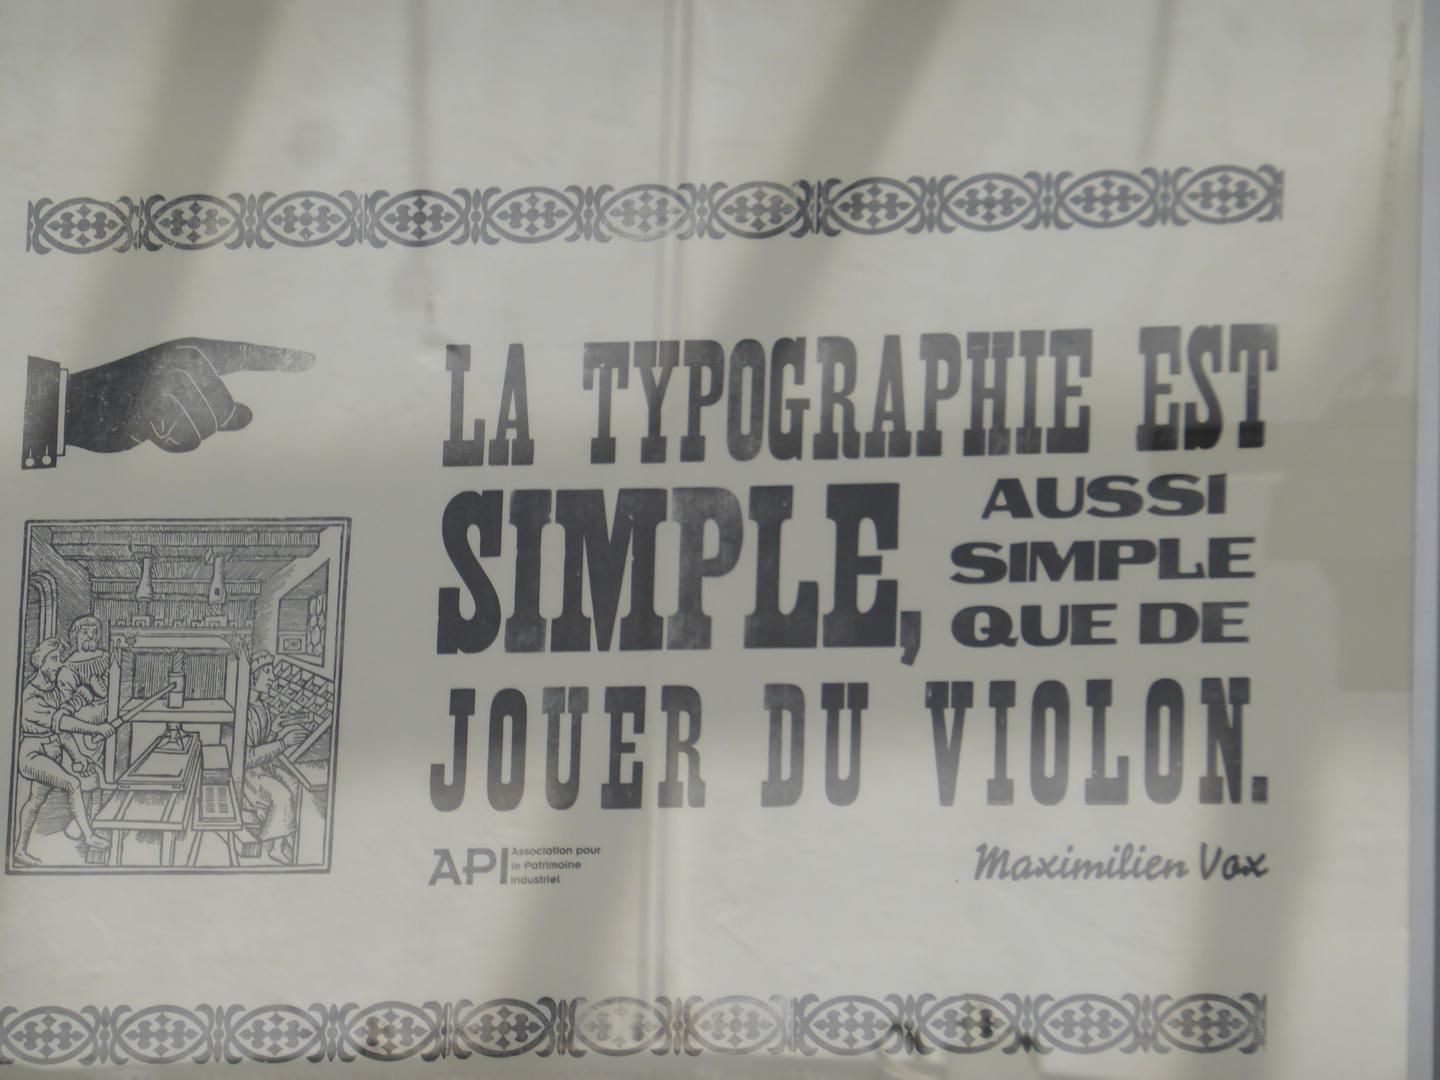 LA TYPOGRAPHIE EST
SIMPLE,
AUSSI
SIMPLE
QUE DE
JOUER DU VIOLON.
API
Association pour
le Patrimoine
Industriel
Maximilien Vox